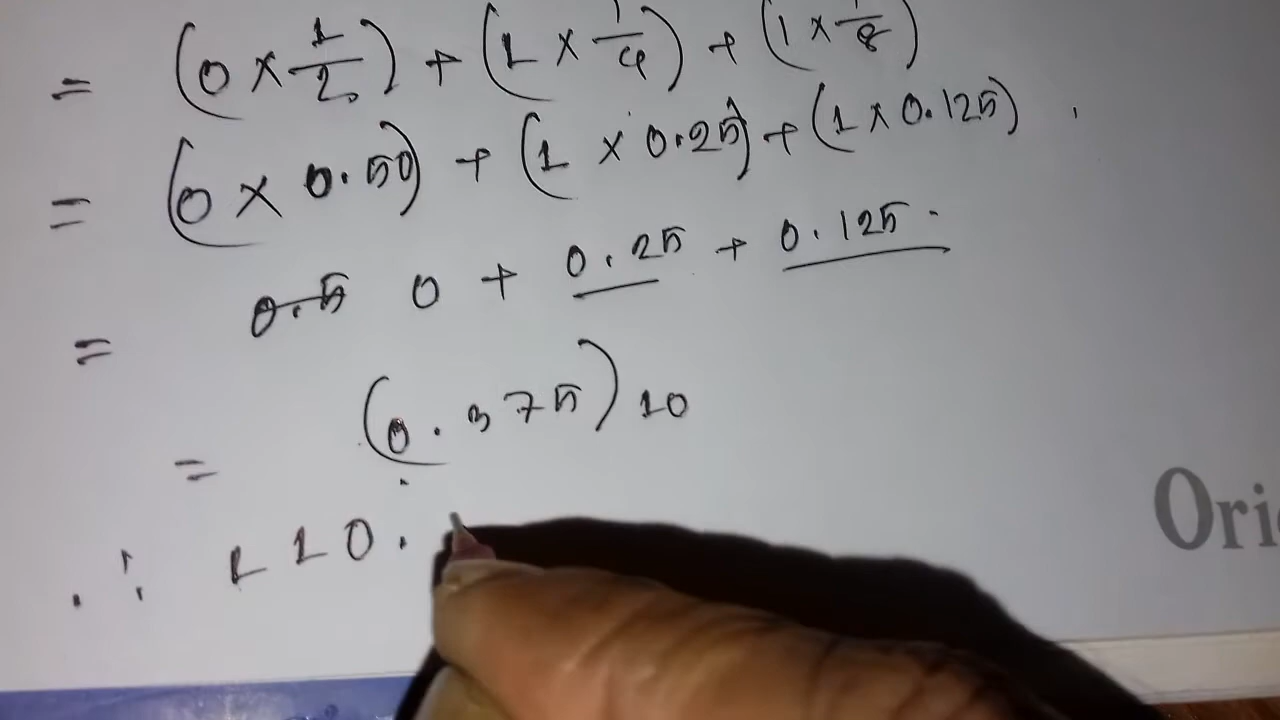 = (0 × 1/2) + (1 × 1/4) + (1 × 1/8)
= (0 × 0.50) + (1 × 0.25) + (1 × 0.125)
= 0.5 0 + 0.25 + 0.125
= (0.375)10
∴ 110.
Ori